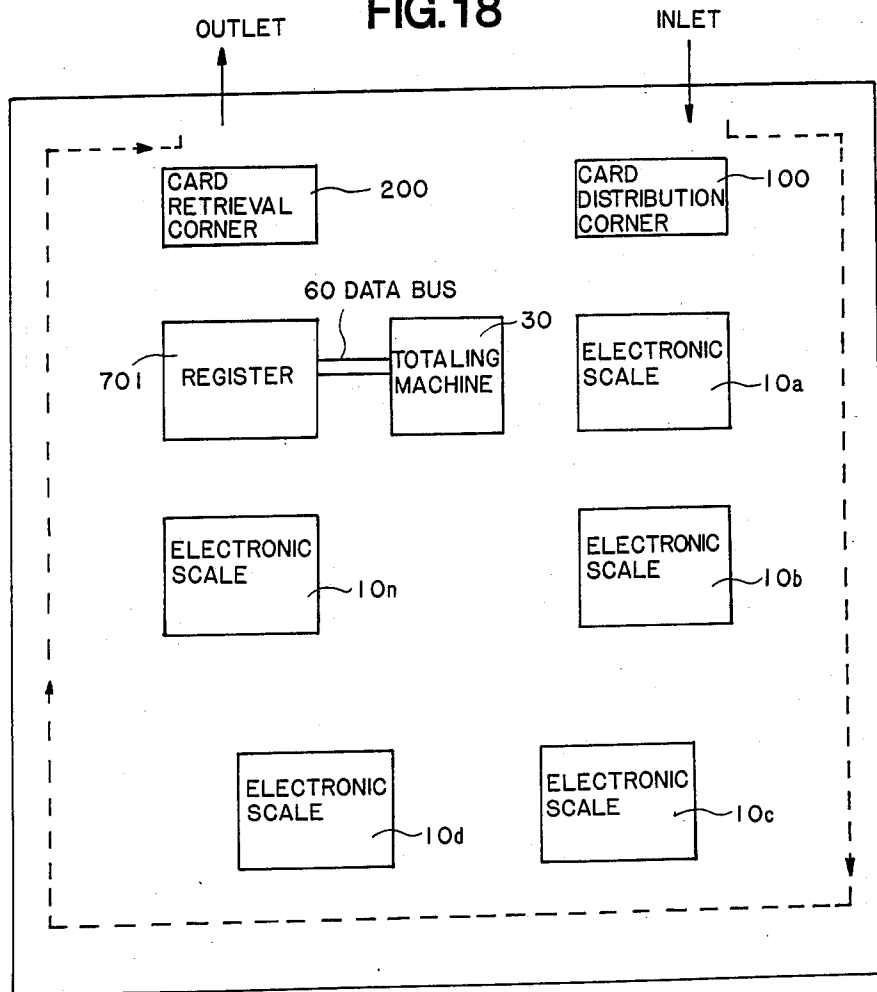 FIG.18
OUTLET
INLET
CARD
RETRIEVAL
CORNER
200
CARD
DISTRIBUTION
CORNER
100
60 DATA BUS
701
REGISTER
TOTALING
MACHINE
30
ELECTRONIC
SCALE
10a
ELECTRONIC
SCALE
10n
ELECTRONIC
SCALE
10b
ELECTRONIC
SCALE
10d
ELECTRONIC
SCALE
10c